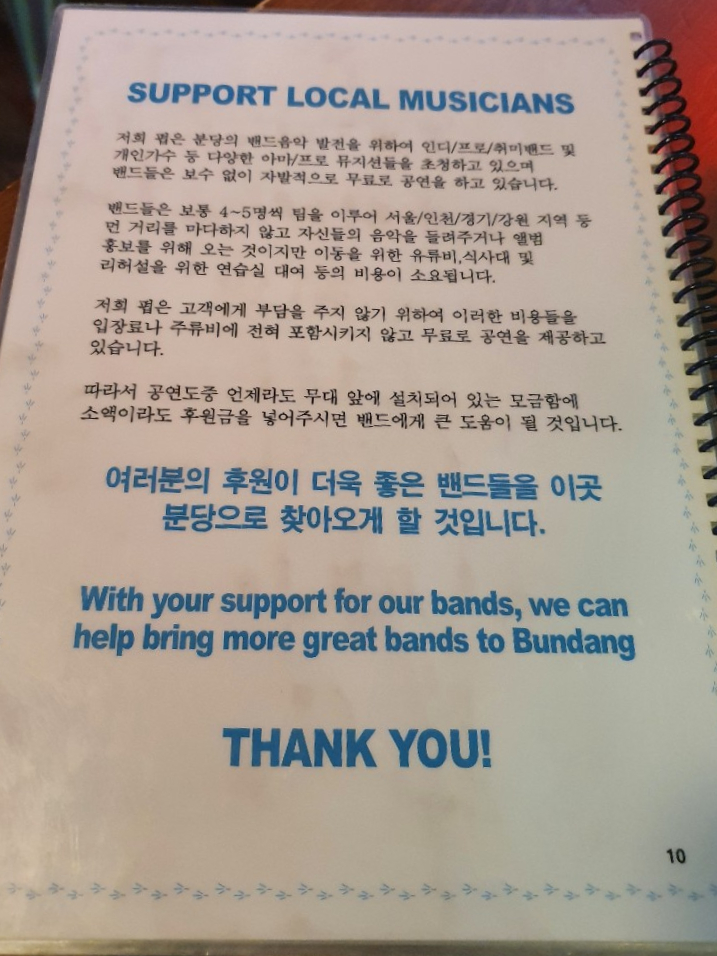 SUPPORT LOCAL MUSICIANS
저희 펍은 분당의 밴드음악 발전을 위하여 인디/프로/취미밴드 및
개인가수 등 다양한 아마/프로 뮤지션들을 초청하고 있으며
밴드들은 보수 없이 자발적으로 무료로 공연을 하고 있습니다.
밴드들은 보통 4~5명씩 팀을 이루어 서울/인천/경기/강원 지역 등
먼 거리를 마다하지 않고 자신들의 음악을 들려주거나 앨범
홍보를 위해 오는 것이지만 이동을 위한 유류비,식사대 및
리허설을 위한 연습실 대여 등의 비용이 소요됩니다.
저희 펍은 고객에게 부담을 주지 않기 위하여 이러한 비용들을
입장료나 주류비에 전혀 포함시키지 않고 무료로 공연을 제공하고
있습니다.
따라서 공연도중 언제라도 무대 앞에 설치되어 있는 모금함에
소액이라도 후원금을 넣어주시면 밴드에게 큰 도움이 될 것입니다.
여러분의 후원이 더욱 좋은 밴드들을 이곳
분당으로 찾아오게 할 것입니다.
With your support for our bands, we can
help bring more great bands to Bundang
THANK YOU!
10